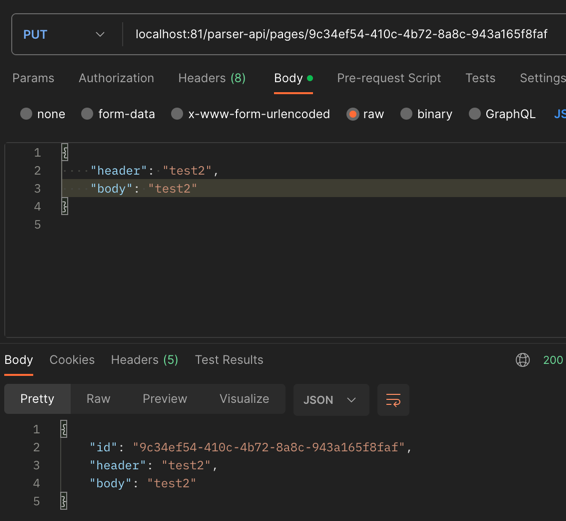 PUT localhost:81/parser-api/pages/9c34ef54-410c-4b72-8a8c-943a165f8faf
Params Authorization Headers (8) Body Pre-request Script Tests Settings
none form-data x-www-form-urlencoded raw binary GraphQL JS
1 {
2 "header": "test2",
3 "body": "test2"
4 }
5
Body Cookies Headers (5) Test Results 200
Pretty Raw Preview Visualize JSON
1 {
2 "id": "9c34ef54-410c-4b72-8a8c-943a165f8faf",
3 "header": "test2",
4 "body": "test2"
5 }